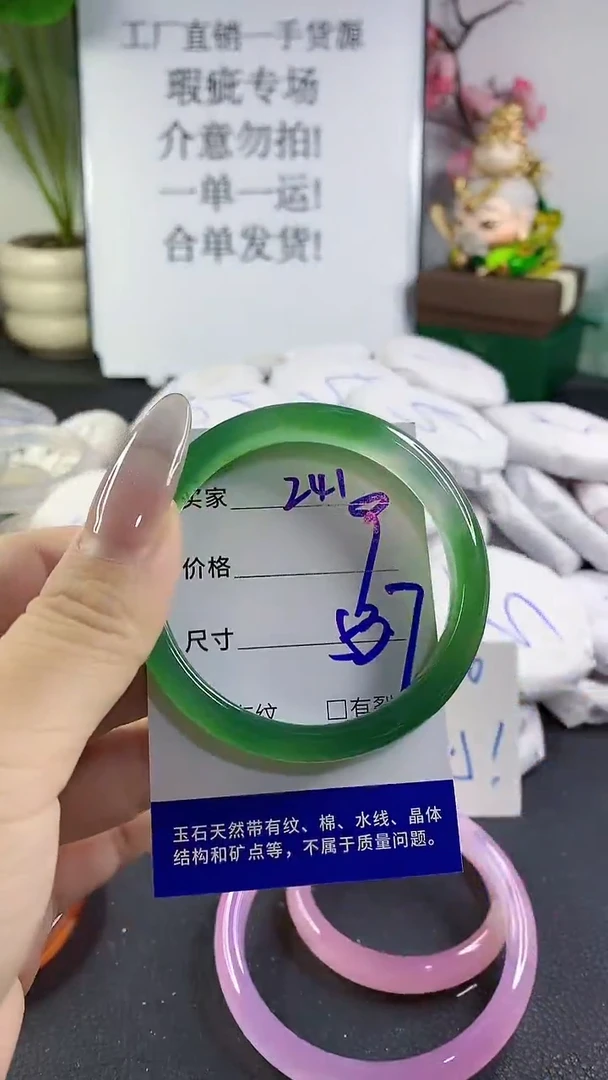 工厂直销一手货源
瑕疵专场
介意勿拍!
一单一运!
合单发货!
买家 241
价格
尺寸 57
有纹 □有裂
玉石天然带有纹、棉、水线、晶体
结构和矿点等，不属于质量问题。